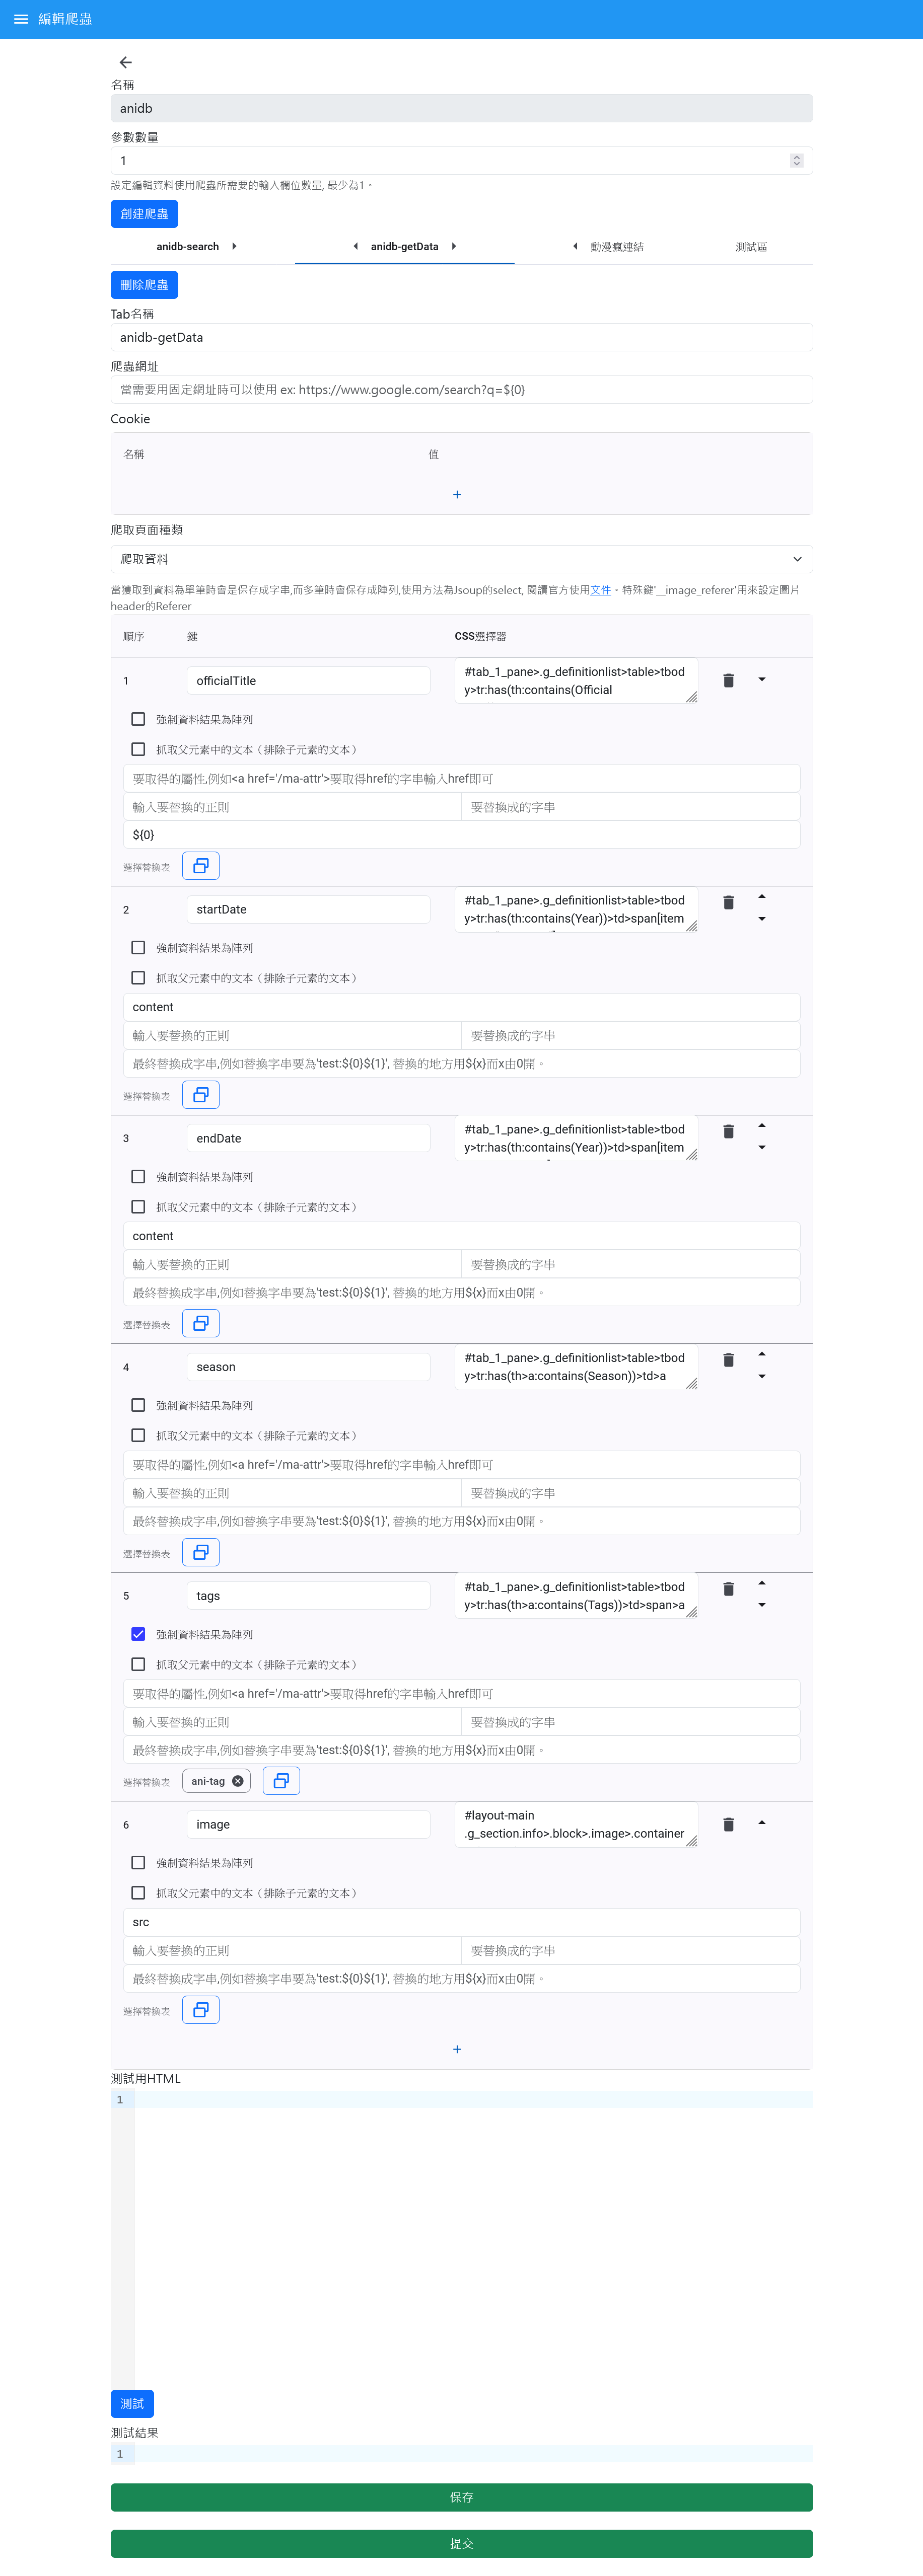 編輯爬蟲
名稱
anidb
參數數量
1
設定編輯資料使用爬蟲所需要的輸入欄位數量, 最少為1。
創建爬蟲
anidb-search
anidb-getData
動漫瘋連結
測試區
刪除爬蟲
Tab名稱
anidb-getData
爬蟲網址
當需要用固定網址時可以使用 ex: https://www.google.com/search?q=${0}
Cookie
名稱 值
+
爬取頁面種類
爬取資料
當獲取到資料為單筆時會是保存成字串,而多筆時會保存成陣列,使用方法為Jsoup的select, 閱讀官方使用文件。特殊鍵'__image_referer'用來設定圖片
header的Referer
順序 鍵 CSS選擇器
1 officialTitle #tab_1_pane>.g_definitionlist>table>tbod
y>tr:has(th:contains(Official
強制資料結果為陣列
抓取父元素中的文本（排除子元素的文本）
要取得的屬性,例如<a href='/ma-attr'>要取得href的字串輸入href即可
輸入要替換的正則 要替換成的字串
${0}
選擇替換表
2 startDate #tab_1_pane>.g_definitionlist>table>tbod
y>tr:has(th:contains(Year))>td>span[item
強制資料結果為陣列
抓取父元素中的文本（排除子元素的文本）
content
輸入要替換的正則 要替換成的字串
最終替換成字串,例如替換字串要為'test:${0}${1}', 替換的地方用${x}而x由0開。
選擇替換表
3 endDate #tab_1_pane>.g_definitionlist>table>tbod
y>tr:has(th:contains(Year))>td>span[item
強制資料結果為陣列
抓取父元素中的文本（排除子元素的文本）
content
輸入要替換的正則 要替換成的字串
最終替換成字串,例如替換字串要為'test:${0}${1}', 替換的地方用${x}而x由0開。
選擇替換表
4 season #tab_1_pane>.g_definitionlist>table>tbod
y>tr:has(th>a:contains(Season))>td>a
強制資料結果為陣列
抓取父元素中的文本（排除子元素的文本）
要取得的屬性,例如<a href='/ma-attr'>要取得href的字串輸入href即可
輸入要替換的正則 要替換成的字串
最終替換成字串,例如替換字串要為'test:${0}${1}', 替換的地方用${x}而x由0開。
選擇替換表
5 tags #tab_1_pane>.g_definitionlist>table>tbod
y>tr:has(th>a:contains(Tags))>td>span>a
強制資料結果為陣列
抓取父元素中的文本（排除子元素的文本）
要取得的屬性,例如<a href='/ma-attr'>要取得href的字串輸入href即可
輸入要替換的正則 要替換成的字串
最終替換成字串,例如替換字串要為'test:${0}${1}', 替換的地方用${x}而x由0開。
選擇替換表 ani-tag
6 image #layout-main
.g_section.info>.block>.image>.container
強制資料結果為陣列
抓取父元素中的文本（排除子元素的文本）
src
輸入要替換的正則 要替換成的字串
最終替換成字串,例如替換字串要為'test:${0}${1}', 替換的地方用${x}而x由0開。
選擇替換表
+
測試用HTML
1
測試
測試結果
1
保存
提交